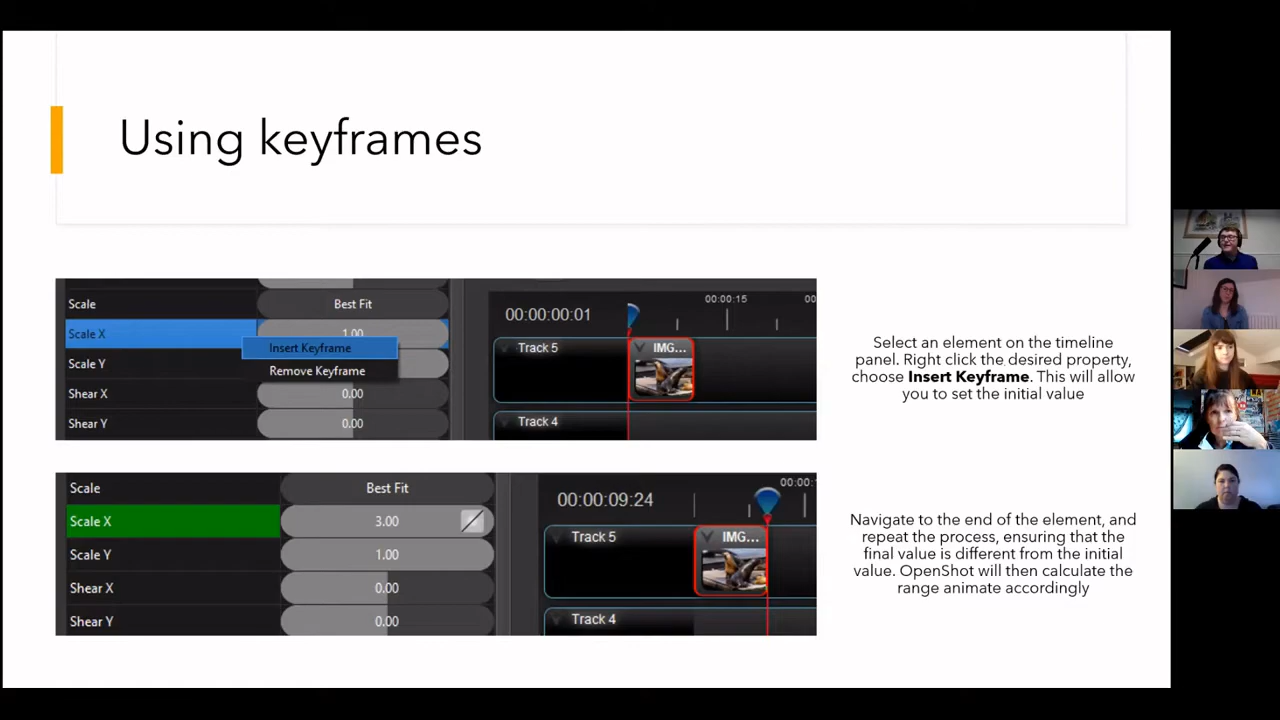 Using keyframes
Scale Best Fit
Scale X 1.00
Insert Keyframe
Remove Keyframe
Scale Y
Shear X 0.00
Shear Y 0.00
00:00:00:01
00:00:15
Track 5
IMG...
Track 4
Select an element on the timeline
panel. Right click the desired property,
choose Insert Keyframe. This will allow
you to set the initial value
Scale Best Fit
Scale X 3.00
Scale Y 1.00
Shear X 0.00
Shear Y 0.00
00:00:09:24
Track 5
IMG...
Track 4
Navigate to the end of the element, and
repeat the process, ensuring that the
final value is different from the initial
value. OpenShot will then calculate the
range animate accordingly